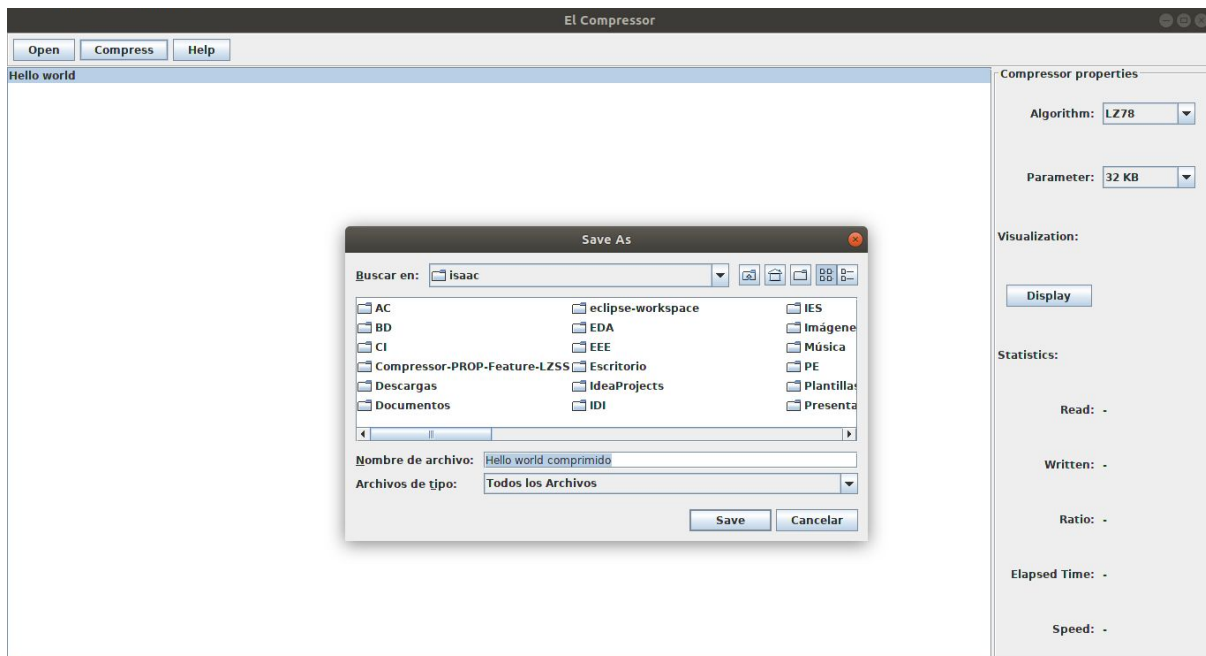 El Compressor
Open Compress Help
Hello world
Compressor properties
Algorithm: LZ78
Parameter: 32 KB
Visualization:
Display
Statistics:
Read: -
Written: -
Ratio: -
Elapsed Time: -
Speed: -
Save As
Buscar en: isaac
AC eclipse-workspace IES
BD EDA Imágene
CI EEE Música
Compressor-PROP-Feature-LZSS Escritorio PE
Descargas IdeaProjects Plantillas
Documentos IDI Presenta
Nombre de archivo: Hello world comprimido
Archivos de tipo: Todos los Archivos
Save Cancelar